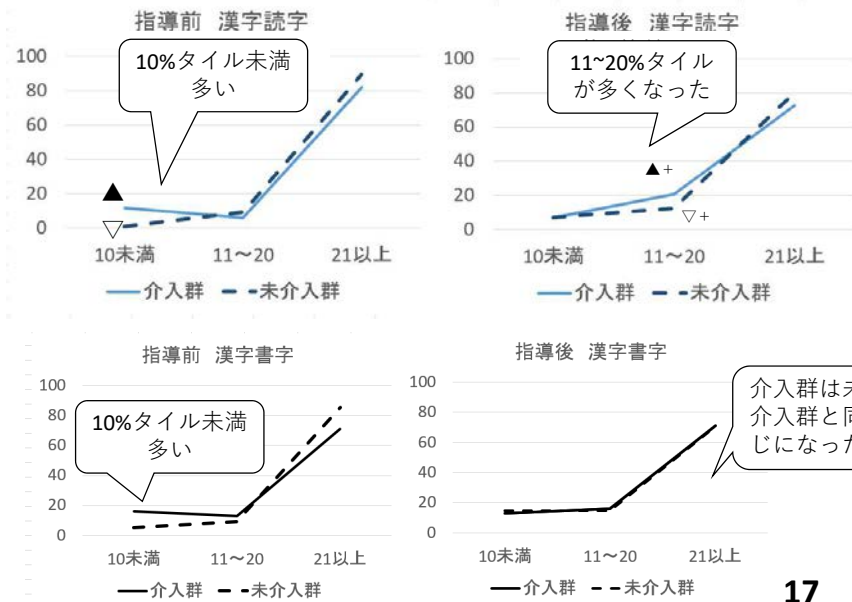 指導前 漢字読字
100
80
60
40
20
0
10%タイル未満
多い
▲
▽
10未満 11～20 21以上
介入群 未介入群
指導後 漢字読字
100
80
60
40
20
0
11~20%タイル
が多くなった
▲+
▽+
10未満 11～20 21以上
介入群 未介入群
指導前 漢字書字
100
80
60
40
20
0
10%タイル未満
多い
10未満 11～20 21以上
介入群 未介入群
指導後 漢字書字
100
80
60
40
20
0
介入群は未
介入群と同
じになった
10未満 11～20 21以上
介入群 未介入群
17